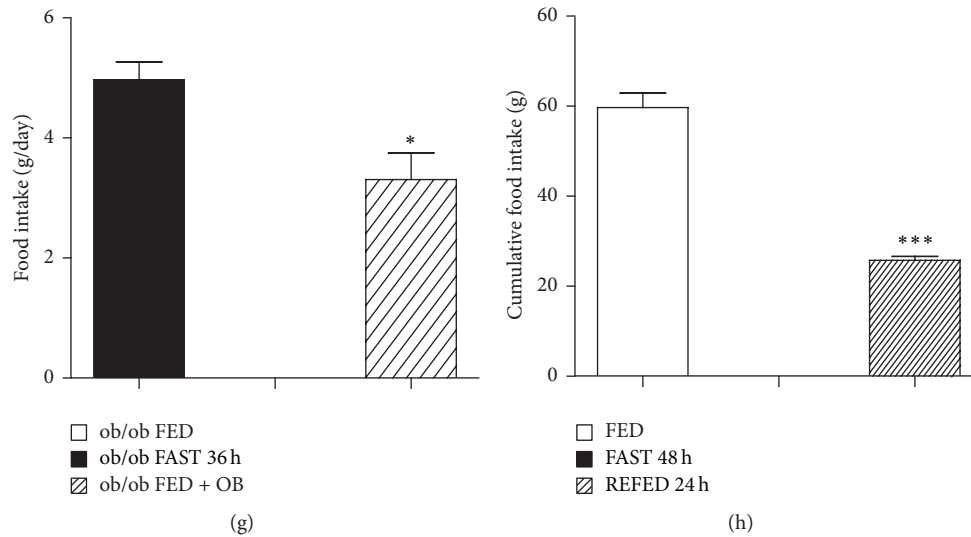 6
4
2
0
Food intake (g/day)
*
ob/ob FED
ob/ob FAST 36 h
ob/ob FED + OB
(g)
60
60
40
20
0
Cumulative food intake (g)
***
FED
FAST 48 h
REFED 24 h
(h)